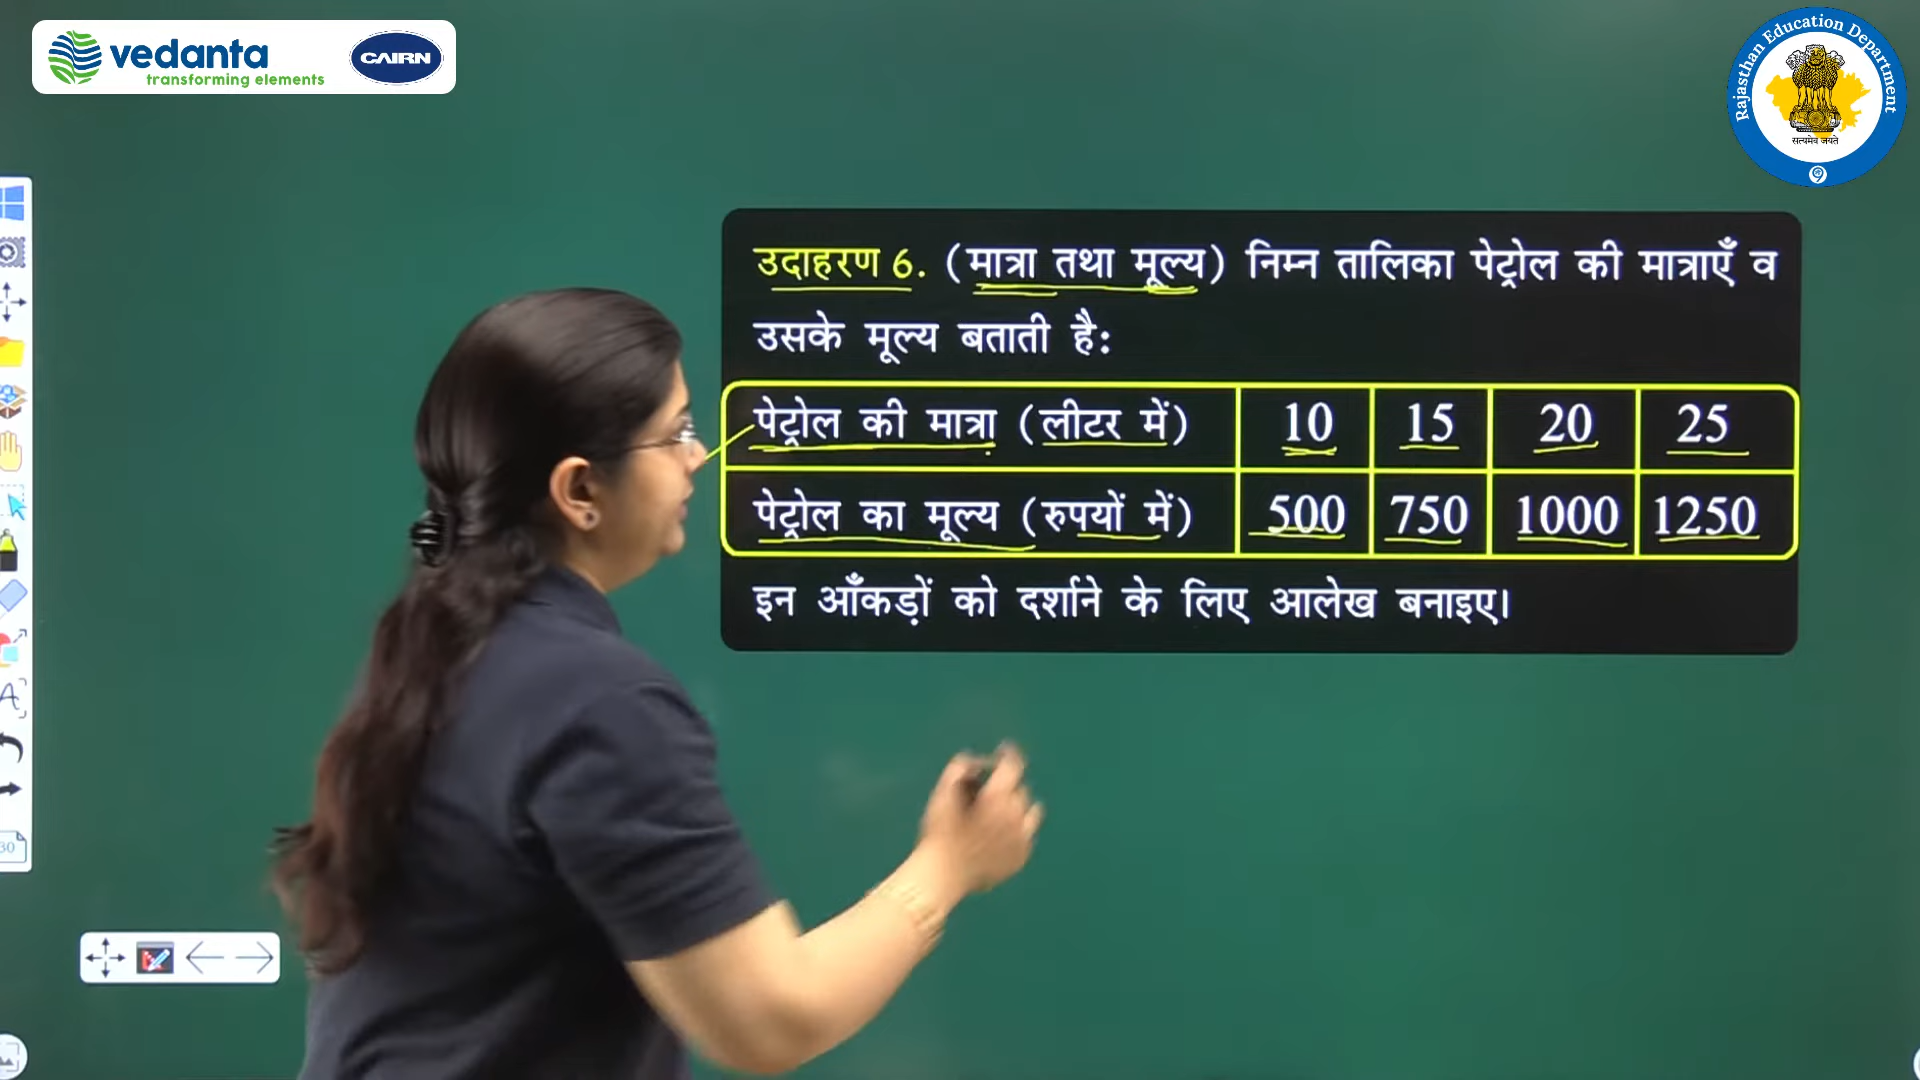 vedanta
transforming elements
CAIRN
Rajasthan Education Department
सत्यमेव जयते
उदाहरण 6. (मात्रा तथा मूल्य) निम्न तालिका पेट्रोल की मात्राएँ व
उसके मूल्य बताती है:
पेट्रोल की मात्रा (लीटर में) 10 15 20 25
पेट्रोल का मूल्य (रुपयों में) 500 750 1000 1250
इन आँकड़ों को दर्शाने के लिए आलेख बनाइए।
30